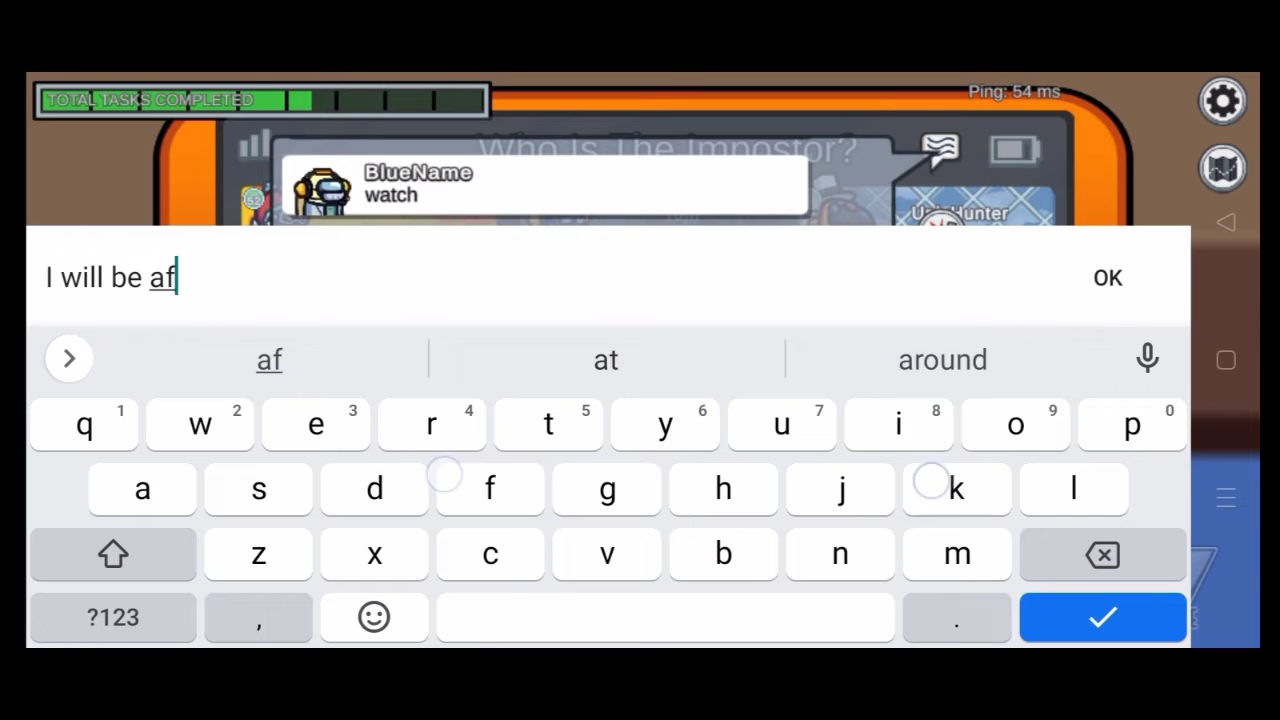 TOTAL TASKS COMPLETED
Ping: 54 ms
Who Is The Impostor?
BlueName
watch
52
I will be af
OK
af
at
around
q 1 w 2 e 3 r 4 t 5 y 6 u 7 i 8 o 9 p 0
a s d f g h j k l
z x c v b n m
?123 , .